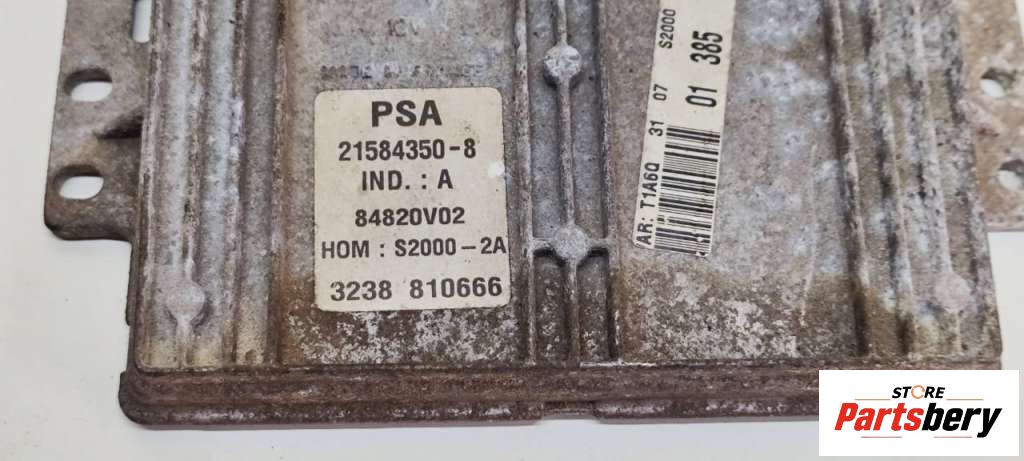 PSA
21584350-8
IND. : A
84820V02
HOM : S2000-2A
3238 810666
S2000
31 07
01 385
AR: T1A6Q
STORE
Partsbery